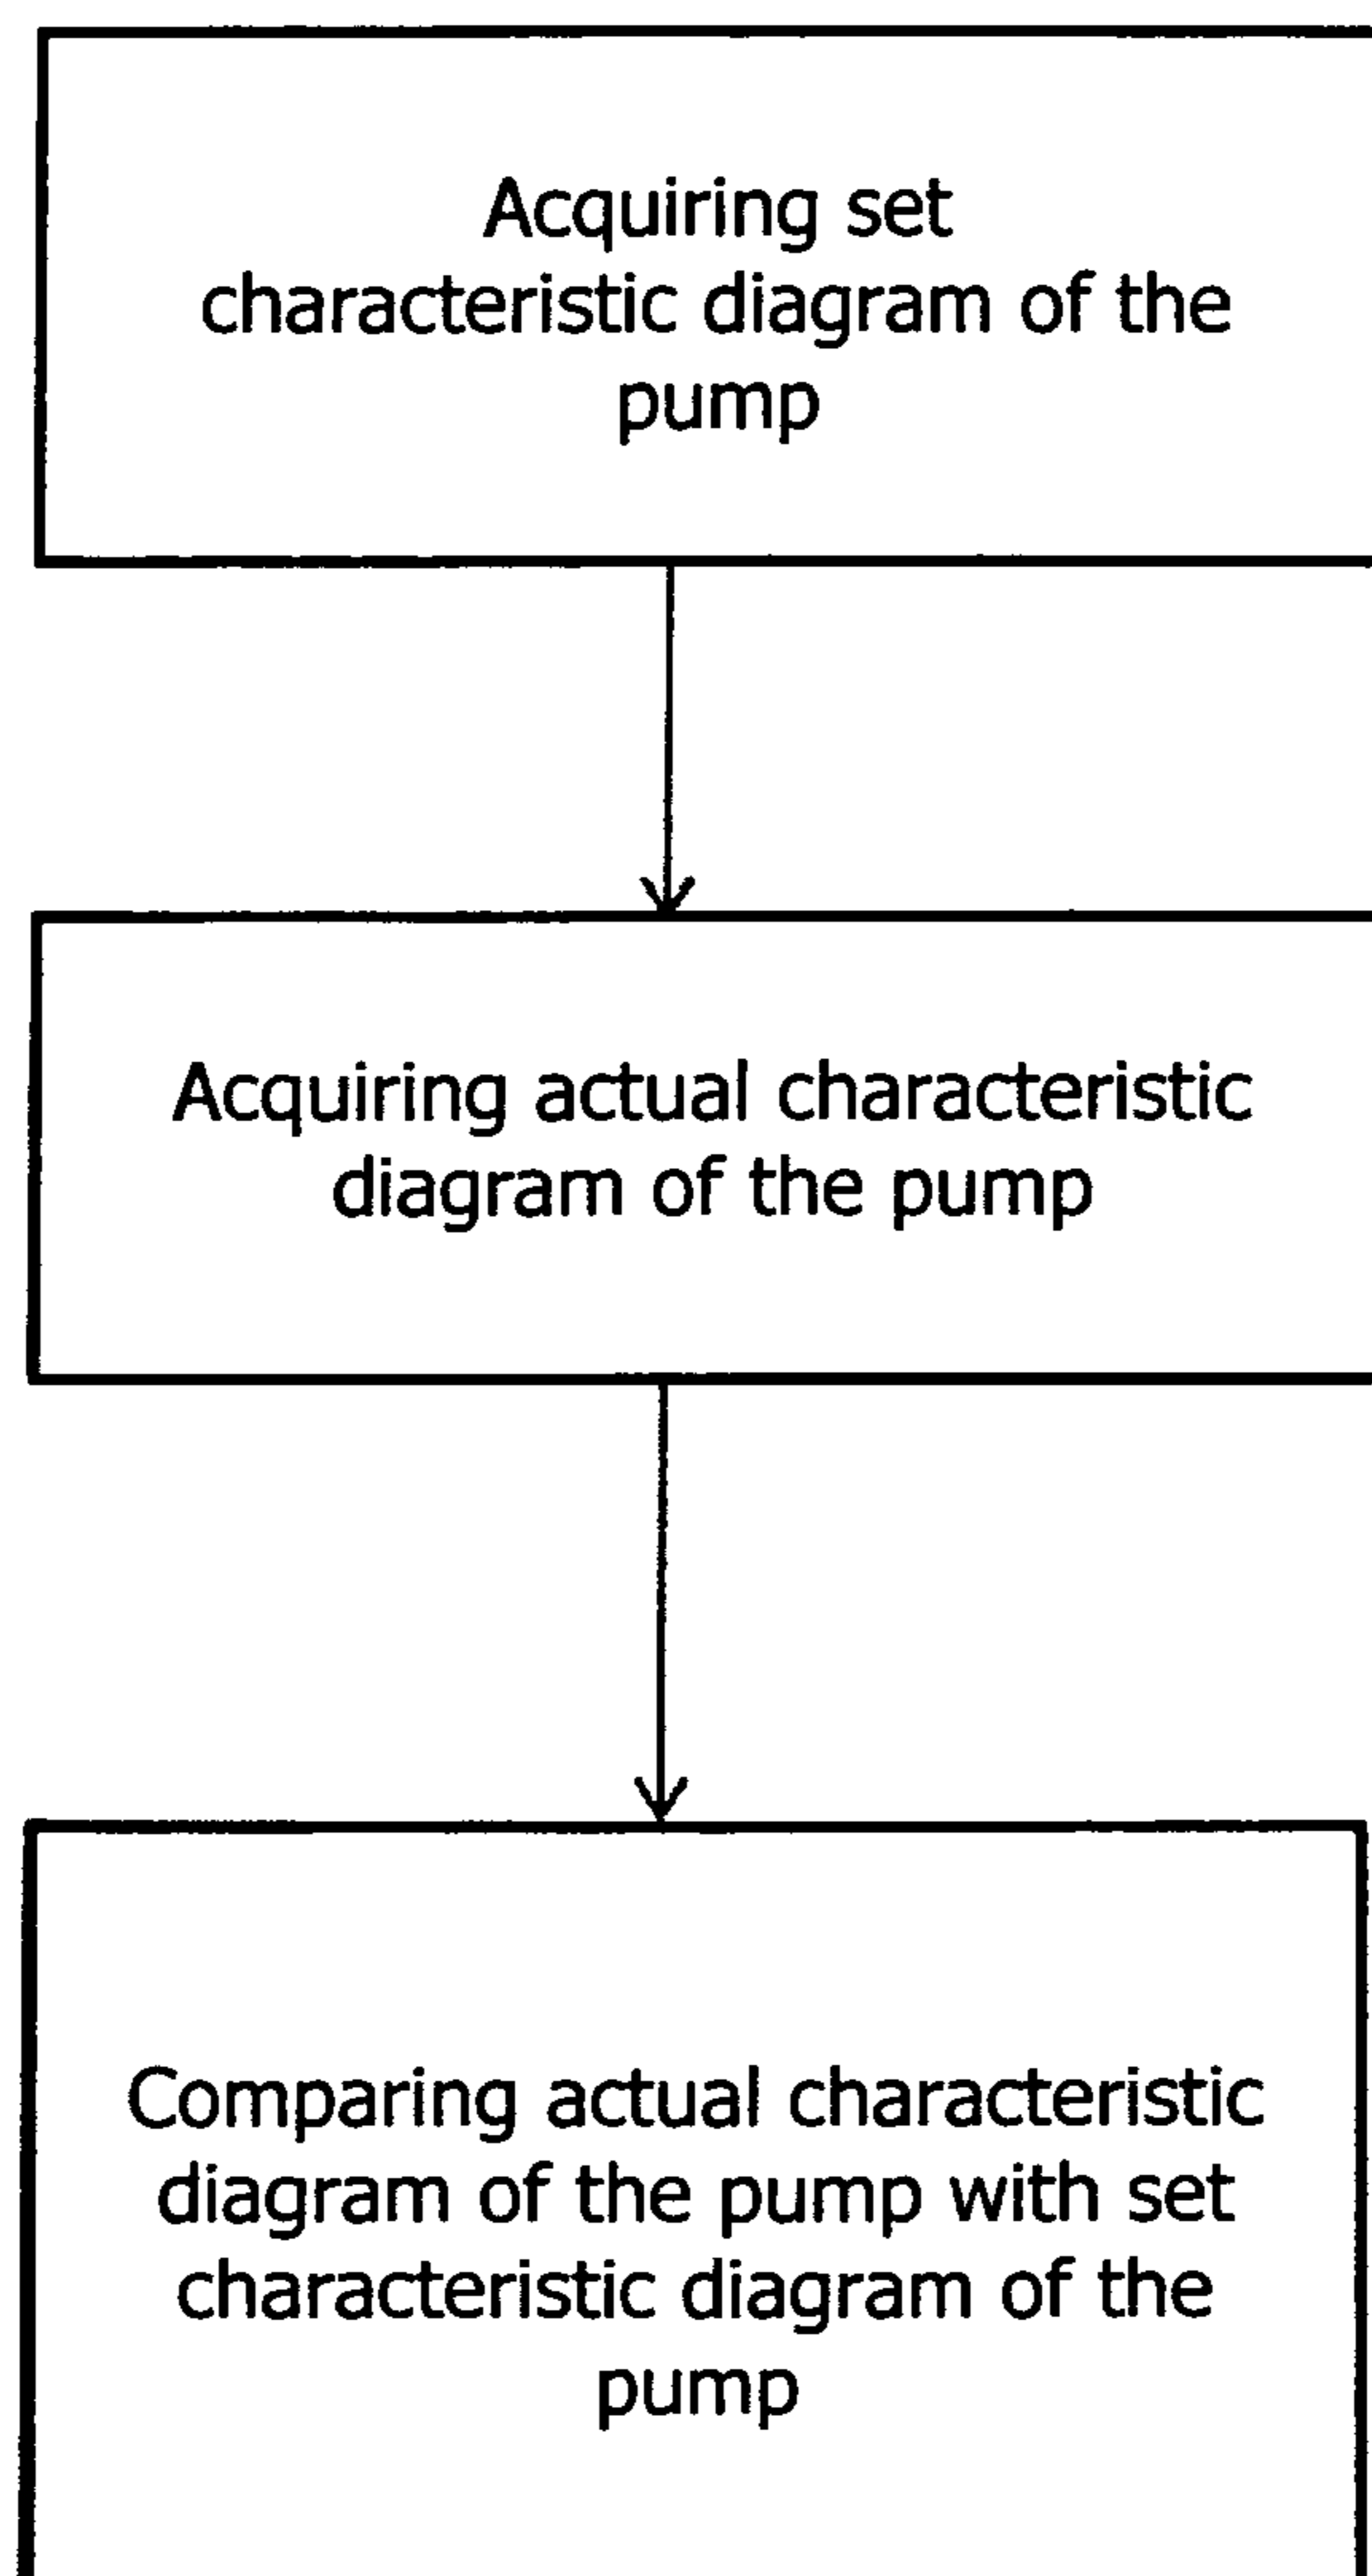 Acquiring set
characteristic diagram of the
pump
Acquiring actual characteristic
diagram of the pump
Comparing actual characteristic
diagram of the pump with set
characteristic diagram of the
pump